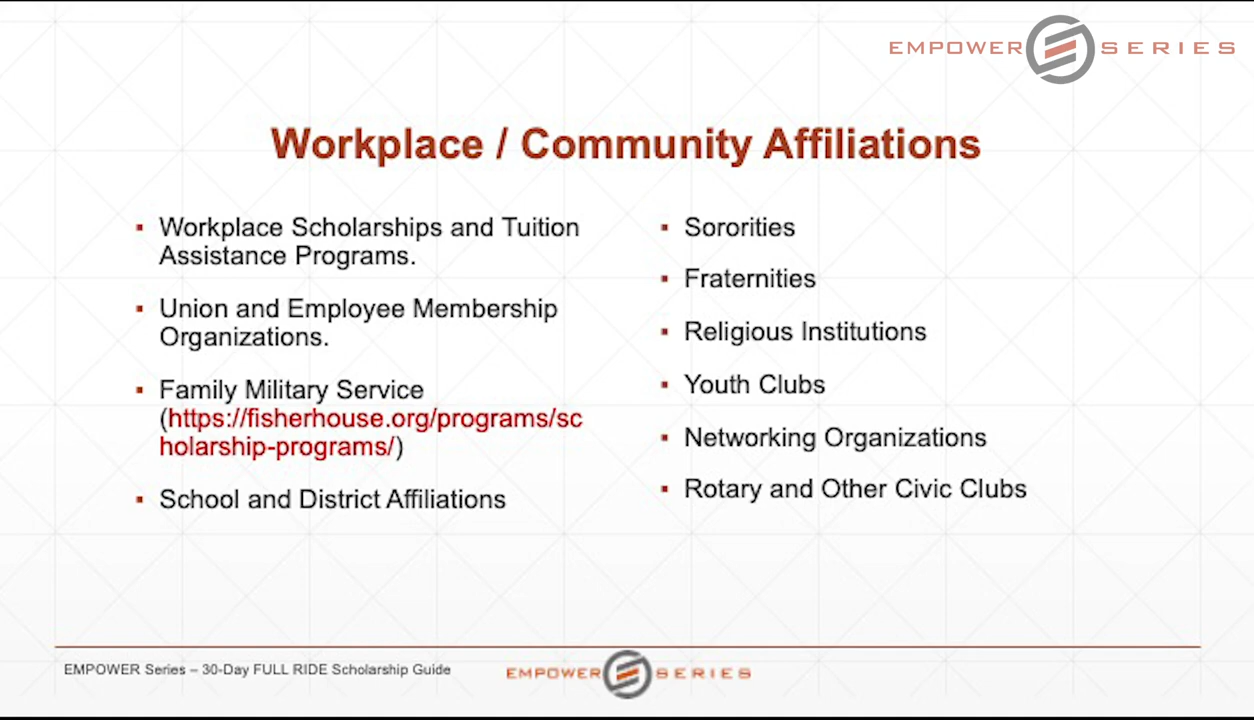 EMPOWER SERIES
Workplace / Community Affiliations
▪ Workplace Scholarships and Tuition
Assistance Programs.
▪ Union and Employee Membership
Organizations.
▪ Family Military Service
(https://fisherhouse.org/programs/sc
holarship-programs/)
▪ School and District Affiliations
▪ Sororities
▪ Fraternities
▪ Religious Institutions
▪ Youth Clubs
▪ Networking Organizations
▪ Rotary and Other Civic Clubs
EMPOWER Series – 30-Day FULL RIDE Scholarship Guide
EMPOWER SERIES